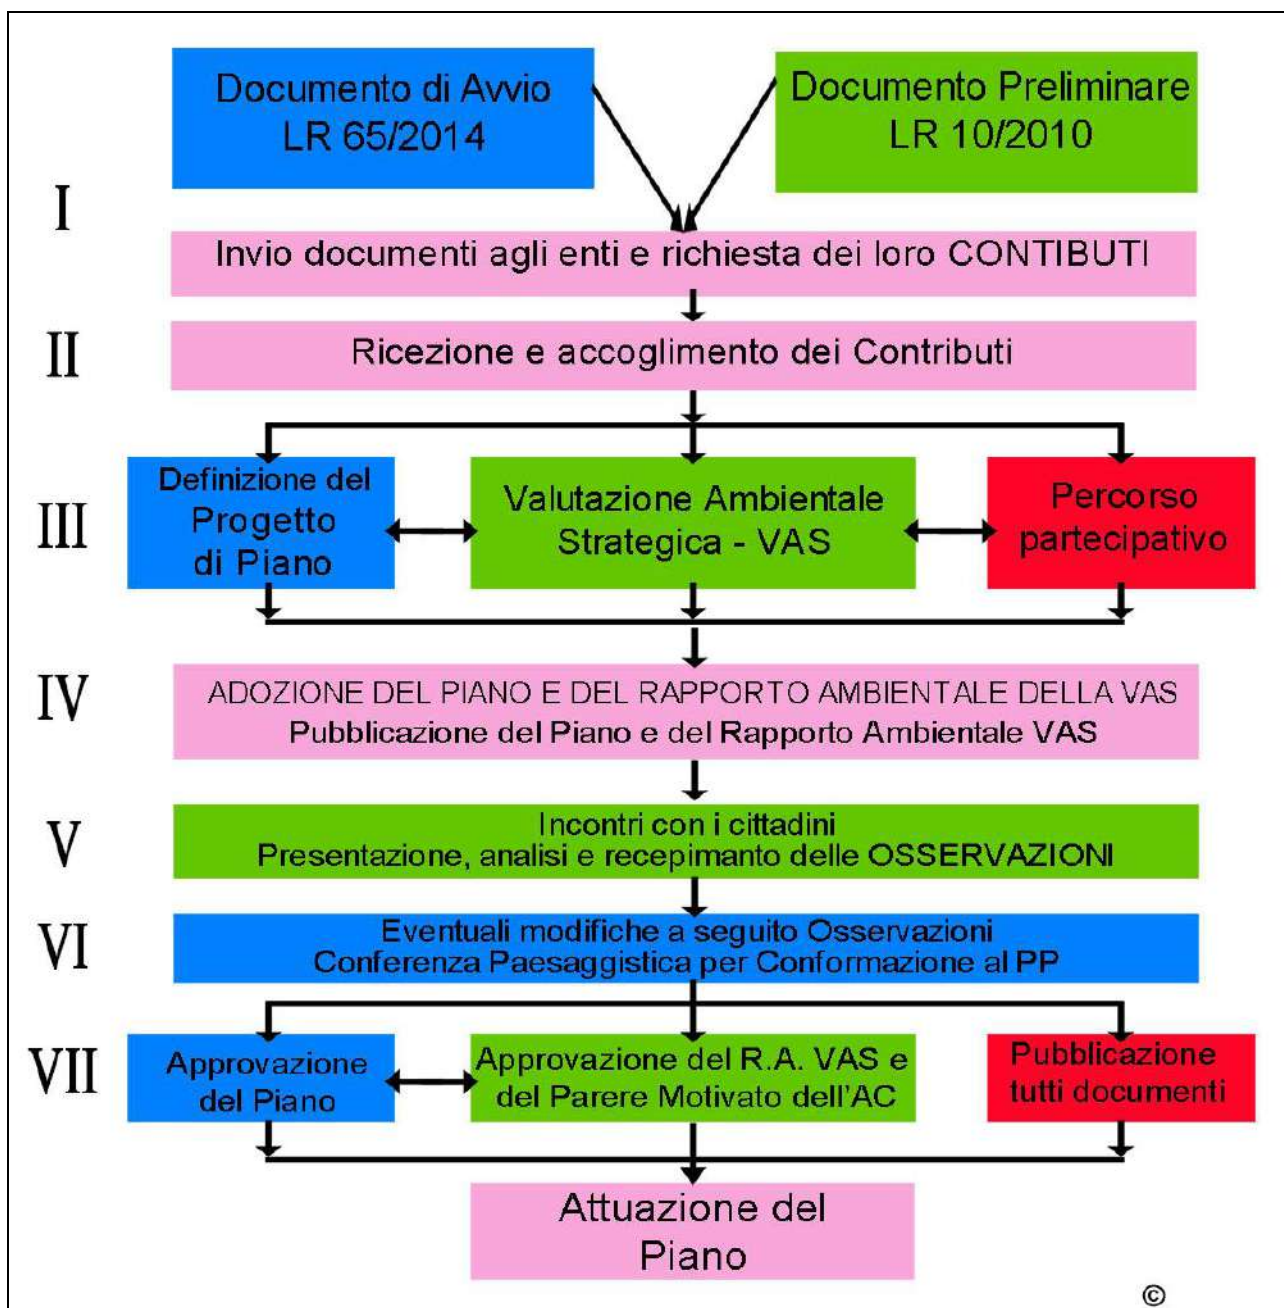 Documento di Avvio
LR 65/2014
Documento Preliminare
LR 10/2010
I
Invio documenti agli enti e richiesta dei loro CONTIBUTI
II
Ricezione e accoglimento dei Contributi
III
Definizione del
Progetto
di Piano
Valutazione Ambientale
Strategica - VAS
Percorso
partecipativo
IV
ADOZIONE DEL PIANO E DEL RAPPORTO AMBIENTALE DELLA VAS
Pubblicazione del Piano e del Rapporto Ambientale VAS
V
Incontri con i cittadini
Presentazione, analisi e recepimanto delle OSSERVAZIONI
VI
Eventuali modifiche a seguito Osservazioni
Conferenza Paesaggistica per Conformazione al PP
VII
Approvazione
del Piano
Approvazione del R.A. VAS e
del Parere Motivato dell'AC
Pubblicazione
tutti documenti
Attuazione del
Piano
©